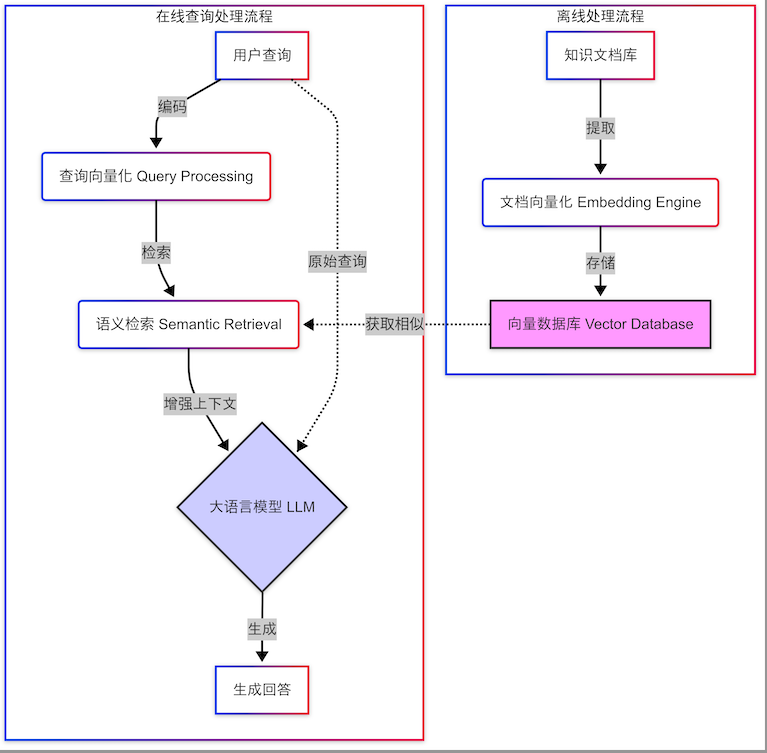 在线查询处理流程
用户查询
编码
查询向量化 Query Processing
检索
原始查询
语义检索 Semantic Retrieval
获取相似
增强上下文
大语言模型 LLM
生成
生成回答
离线处理流程
知识文档库
提取
文档向量化 Embedding Engine
存储
向量数据库 Vector Database